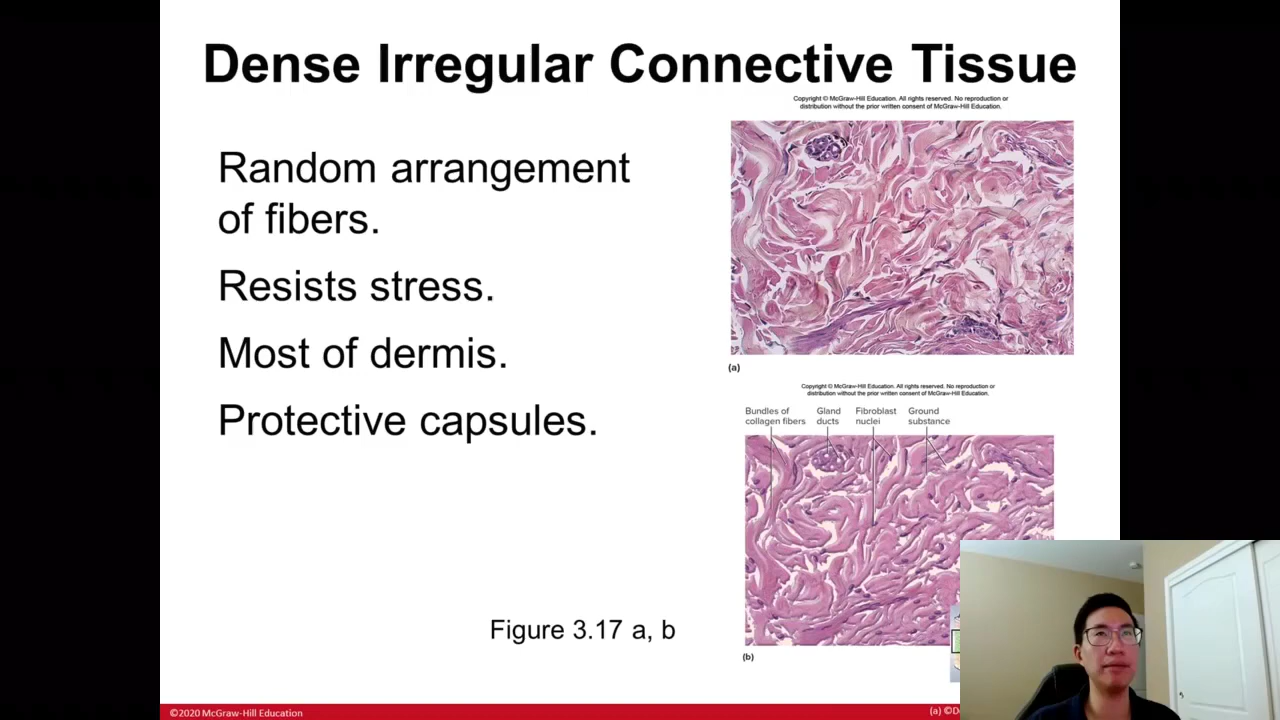 Dense Irregular Connective Tissue
Copyright © McGraw-Hill Education. All rights reserved. No reproduction or
distribution without the prior written consent of McGraw-Hill Education.
Random arrangement
of fibers.
Resists stress.
Most of dermis.
Protective capsules.
(a)
Copyright © McGraw-Hill Education. All rights reserved. No reproduction or
distribution without the prior written consent of McGraw-Hill Education.
Bundles of
collagen fibers
Gland
ducts
Fibroblast
nuclei
Ground
substance
Figure 3.17 a, b
(b)
©2020 McGraw-Hill Education
(a)